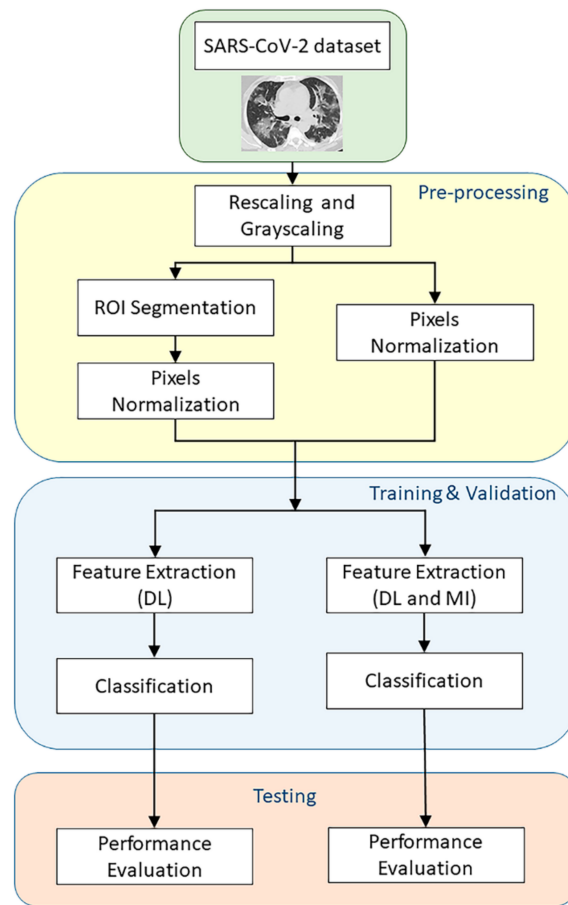 SARS-CoV-2 dataset
Pre-processing
Rescaling and
Grayscaling
ROI Segmentation
Pixels
Normalization
Pixels
Normalization
Training & Validation
Feature Extraction
(DL)
Feature Extraction
(DL and MI)
Classification
Classification
Testing
Performance
Evaluation
Performance
Evaluation